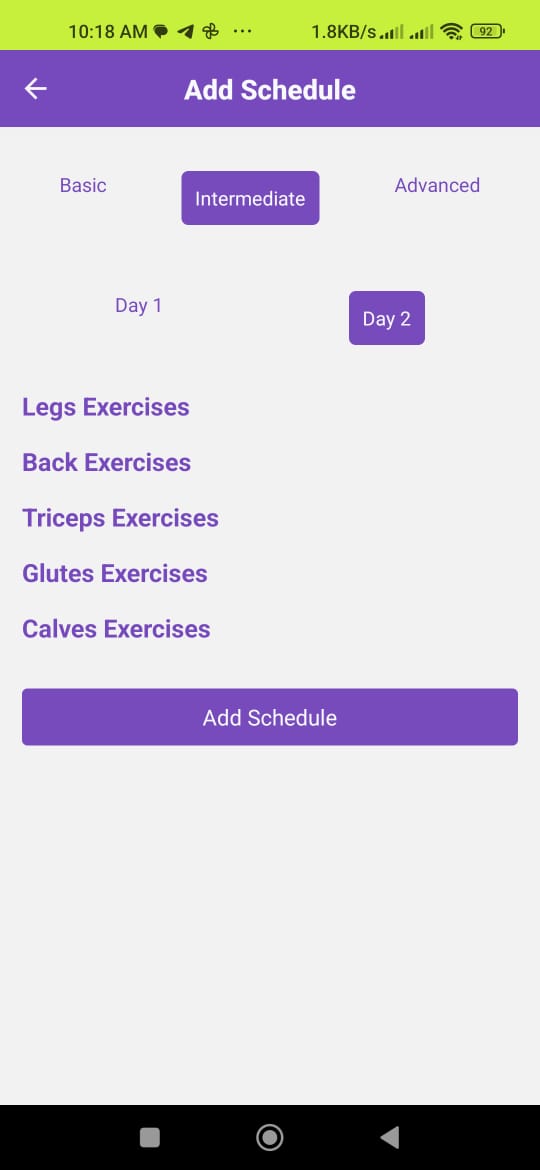 10:18 AM ... 1.8KB/s 92
Add Schedule
Basic Intermediate Advanced
Day 1 Day 2
Legs Exercises
Back Exercises
Triceps Exercises
Glutes Exercises
Calves Exercises
Add Schedule